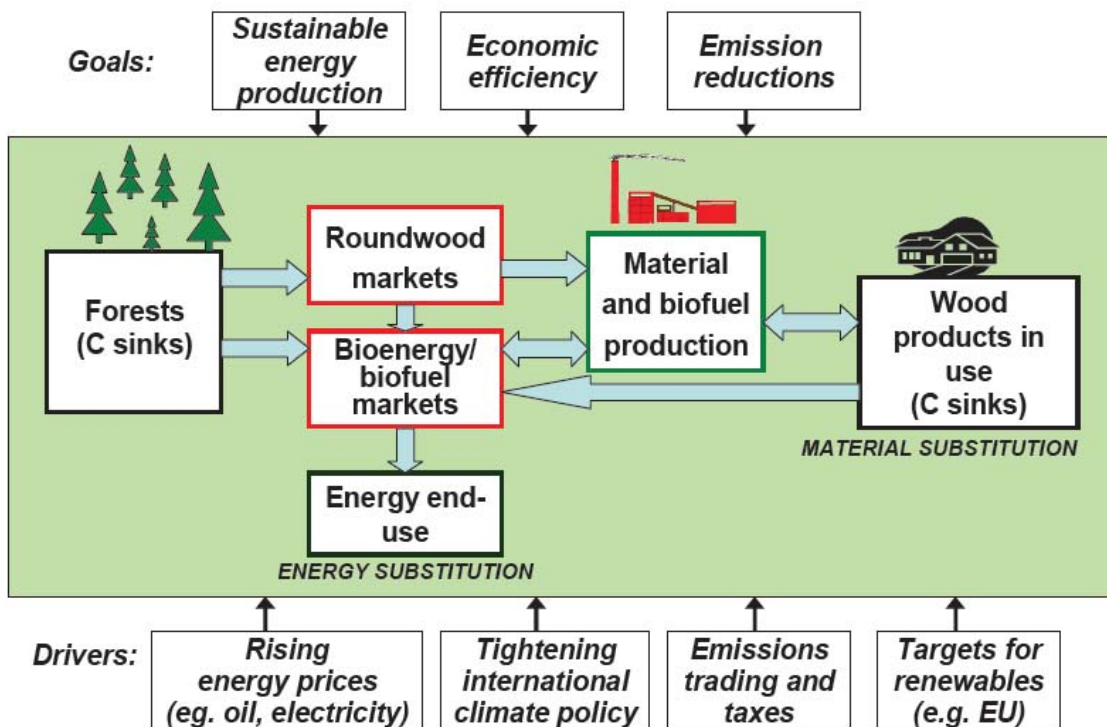 Goals:
Sustainable
energy
production
Economic
efficiency
Emission
reductions
Forests
(C sinks)
Roundwood
markets
Bioenergy/
biofuel
markets
Energy end-
use
ENERGY SUBSTITUTION
Material
and biofuel
production
Wood
products in
use
(C sinks)
MATERIAL SUBSTITUTION
Drivers:
Rising
energy prices
(eg. oil, electricity)
Tightening
international
climate policy
Emissions
trading and
taxes
Targets for
renewables
(e.g. EU)